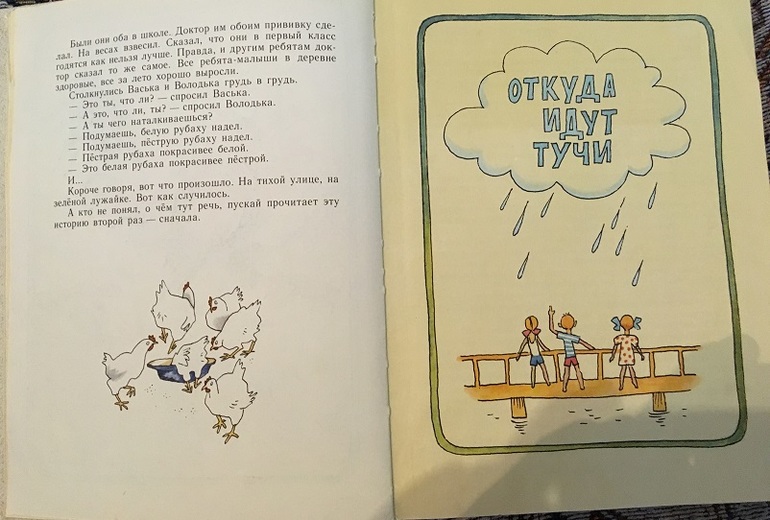 Были они оба в школе. Доктор им обоим прививку сде-
лал. На весах взвесил. Сказал, что они в первый класс
годятся как нельзя лучше. Правда, и другим ребятам док-
тор сказал то же самое. Все ребята-малыши в деревне
здоровые, все за лето хорошо выросли.
Столкнулись Васька и Володька грудь в грудь.
— Это ты, что ли? — спросил Васька.
— А это, что ли, ты? — спросил Володька.
— А ты чего наталкиваешься?
— Подумаешь, белую рубаху надел.
— Подумаешь, пёструю рубаху надел.
— Пёстрая рубаха покрасивее белой.
— Это белая рубаха покрасивее пёстрой.
И...
Короче говоря, вот что произошло. На тихой улице, на
зелёной лужайке. Вот как случилось.
А кто не понял, о чём тут речь, пускай прочитает эту
историю второй раз — сначала.
ОТКУДА
ИДУТ
ТУЧИ